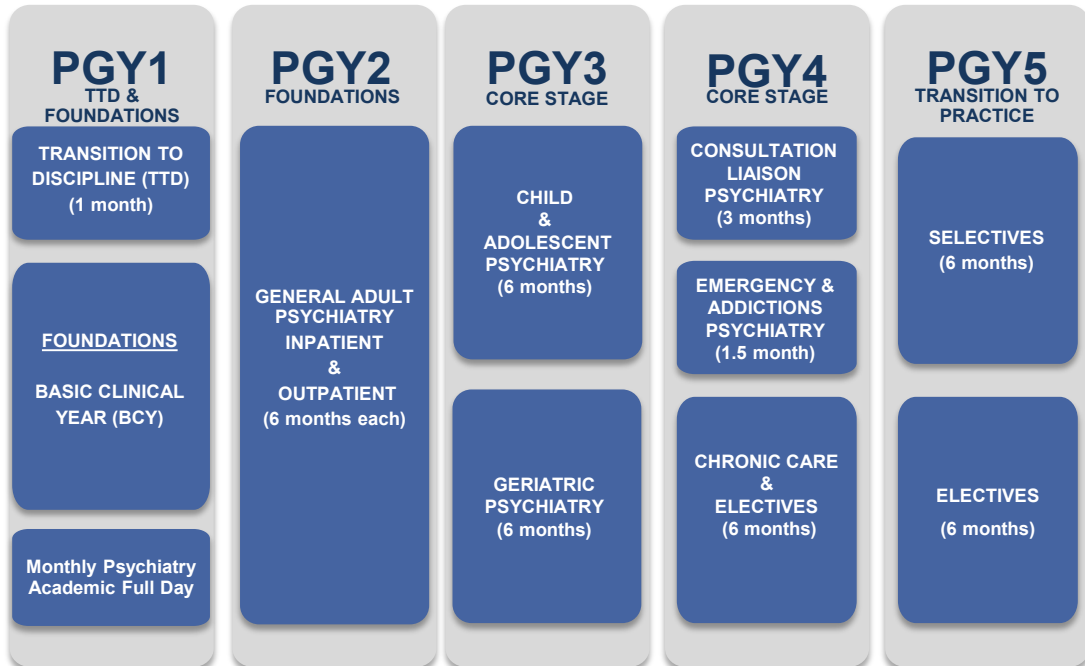 PGY1
TTD &
FOUNDATIONS
TRANSITION TO
DISCIPLINE (TTD)
(1 month)
FOUNDATIONS
BASIC CLINICAL
YEAR (BCY)
Monthly Psychiatry
Academic Full Day
PGY2
FOUNDATIONS
GENERAL ADULT
PSYCHIATRY
INPATIENT
&
OUTPATIENT
(6 months each)
PGY3
CORE STAGE
CHILD
&
ADOLESCENT
PSYCHIATRY
(6 months)
GERIATRIC
PSYCHIATRY
(6 months)
PGY4
CORE STAGE
CONSULTATION
LIAISON
PSYCHIATRY
(3 months)
EMERGENCY &
ADDICTIONS
PSYCHIATRY
(1.5 month)
CHRONIC CARE
&
ELECTIVES
(6 months)
PGY5
TRANSITION TO
PRACTICE
SELECTIVES
(6 months)
ELECTIVES
(6 months)